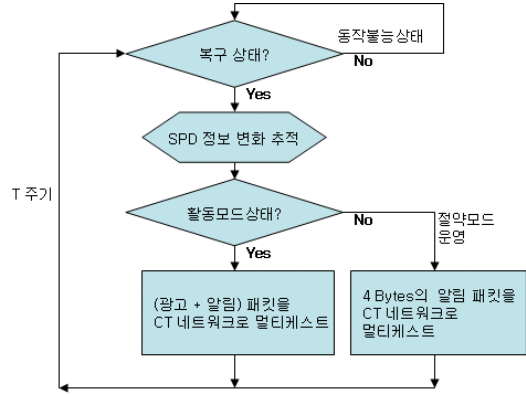 복구 상태?
동작불능상태
No
Yes
SPD 정보 변화 추적
T 주기
활동모드상태?
No
절약모드
운영
Yes
(광고 + 알림) 패킷을
CT 네트워크로 멀티케스트
4 Bytes의 알림 패킷을
CT 네트워크로
멀티케스트